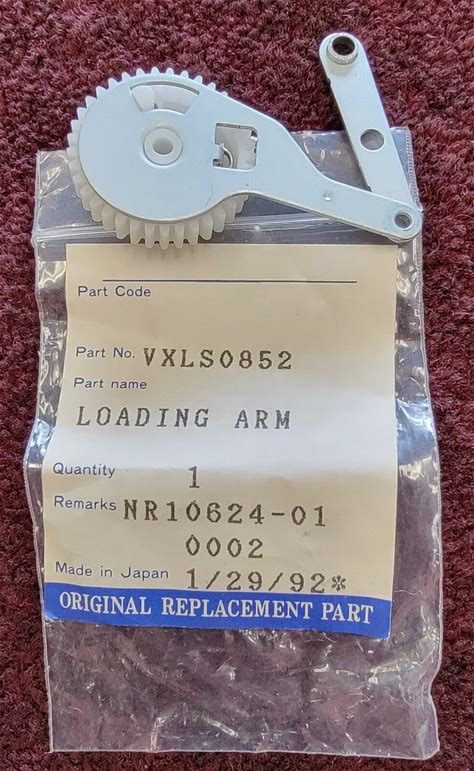 Part Code
Part No. VXLS0852
Part name
LOADING ARM
Quantity 1
Remarks NR10624-01
0002
Made in Japan 1/29/92*
ORIGINAL REPLACEMENT PART